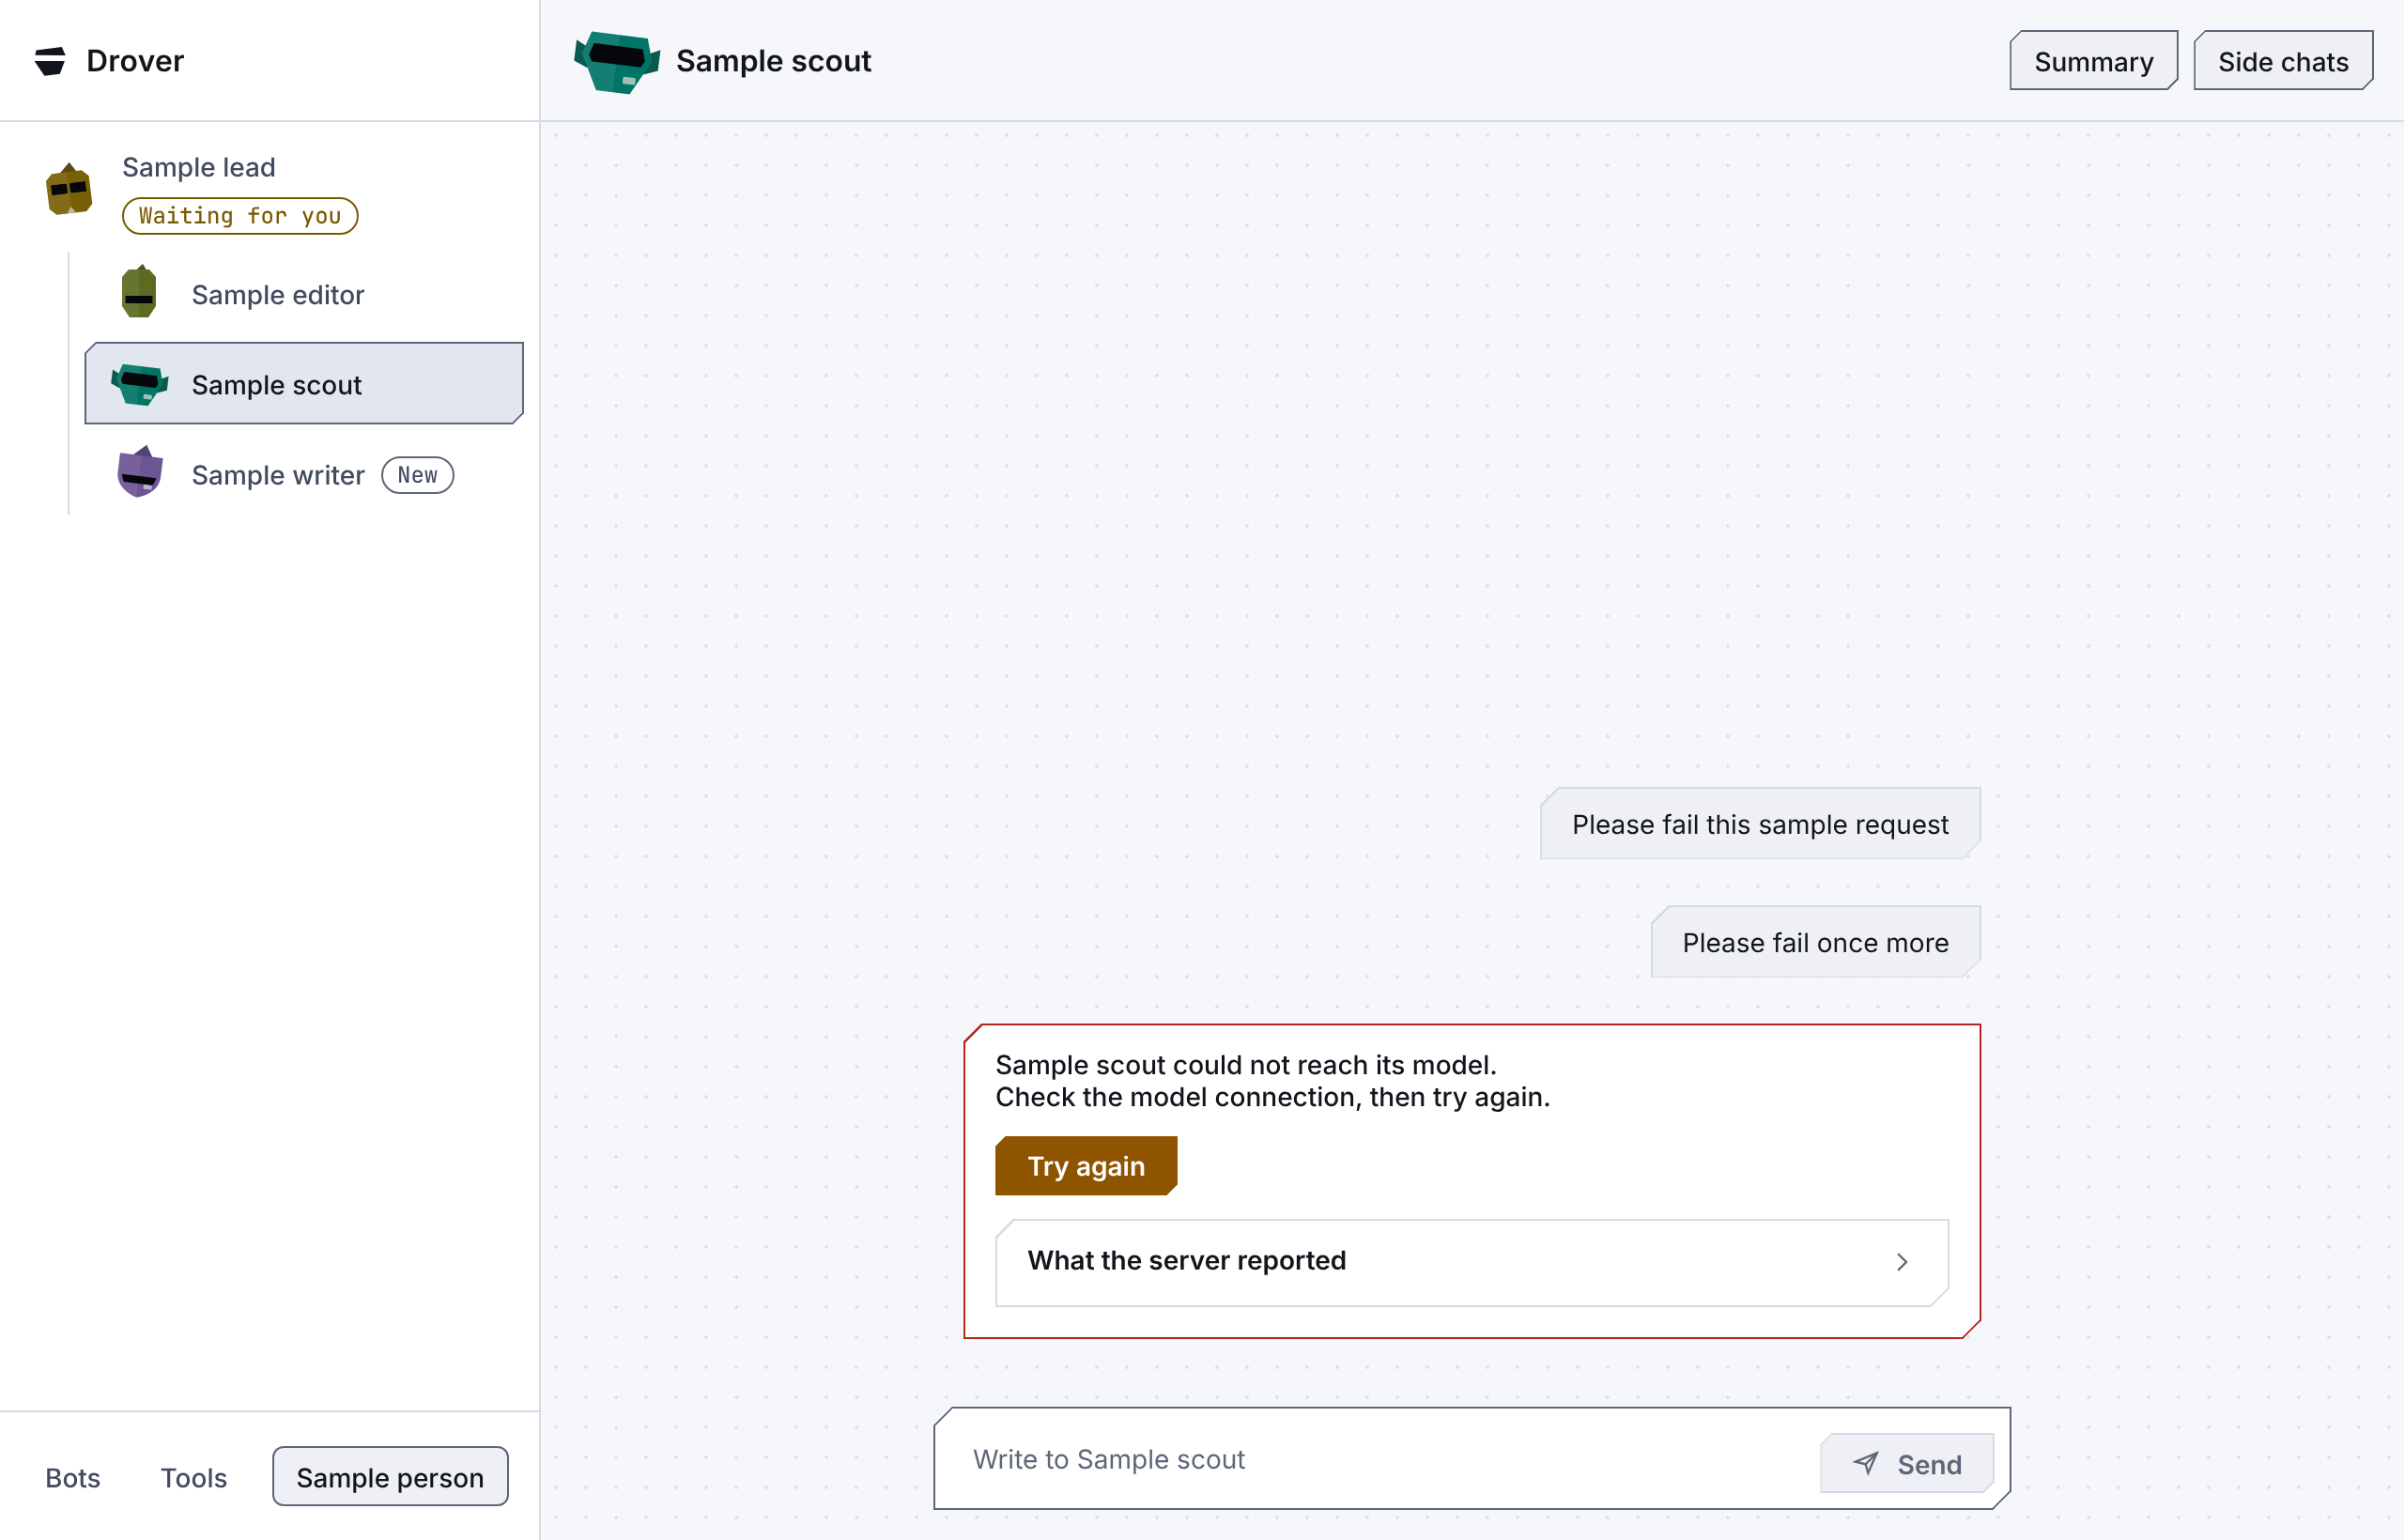 Drover
Sample scout
Summary
Side chats
Sample lead
Waiting for you
Sample editor
Sample scout
Sample writer
New
Please fail this sample request
Please fail once more
Sample scout could not reach its model.
Check the model connection, then try again.
Try again
What the server reported
Write to Sample scout
Send
Bots
Tools
Sample person